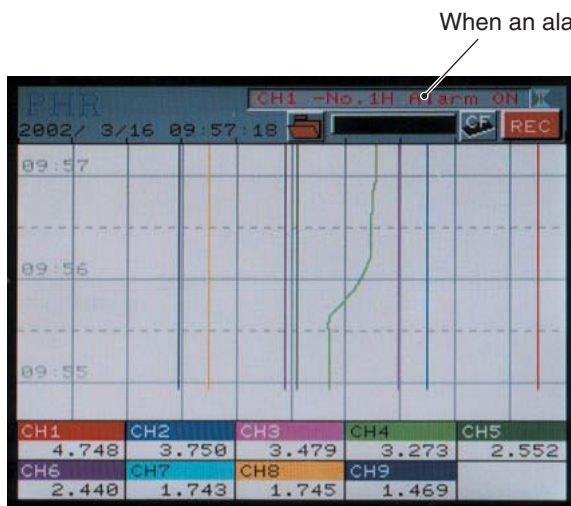 When an ala
CH1 -No.1H Alarm ON
PHR
2002/ 3/16 09:57:18
CF
REC
09:57
09:56
09:55
CH1 CH2 CH3 CH4 CH5
4.748 3.750 3.479 3.273 2.552
CH6 CH7 CH8 CH9
2.440 1.743 1.745 1.469